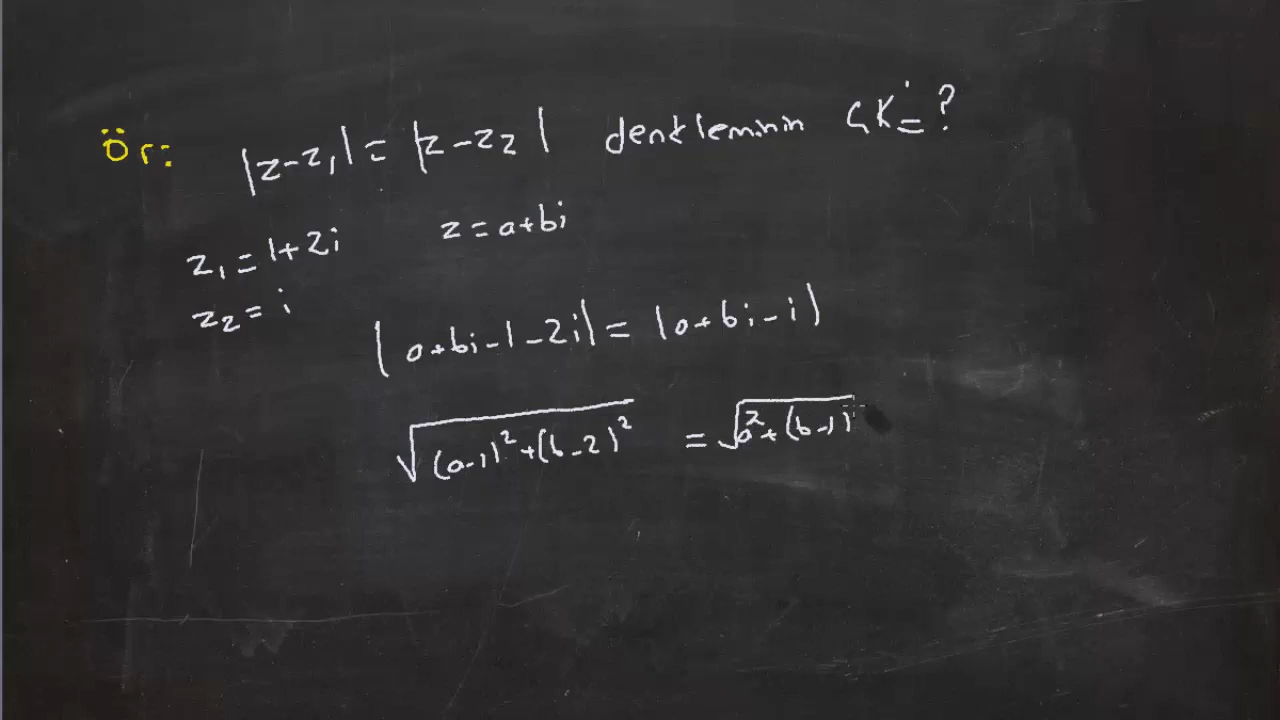 Ör: |z-z₁| = |z-z₂| denkleminin ÇK = ?
z₁ = 1+2i z = a+bi
z₂ = i
|a+bi-1-2i| = |a+bi-i|
√((a-1)²+(b-2)²) = √(a²+(b-1)